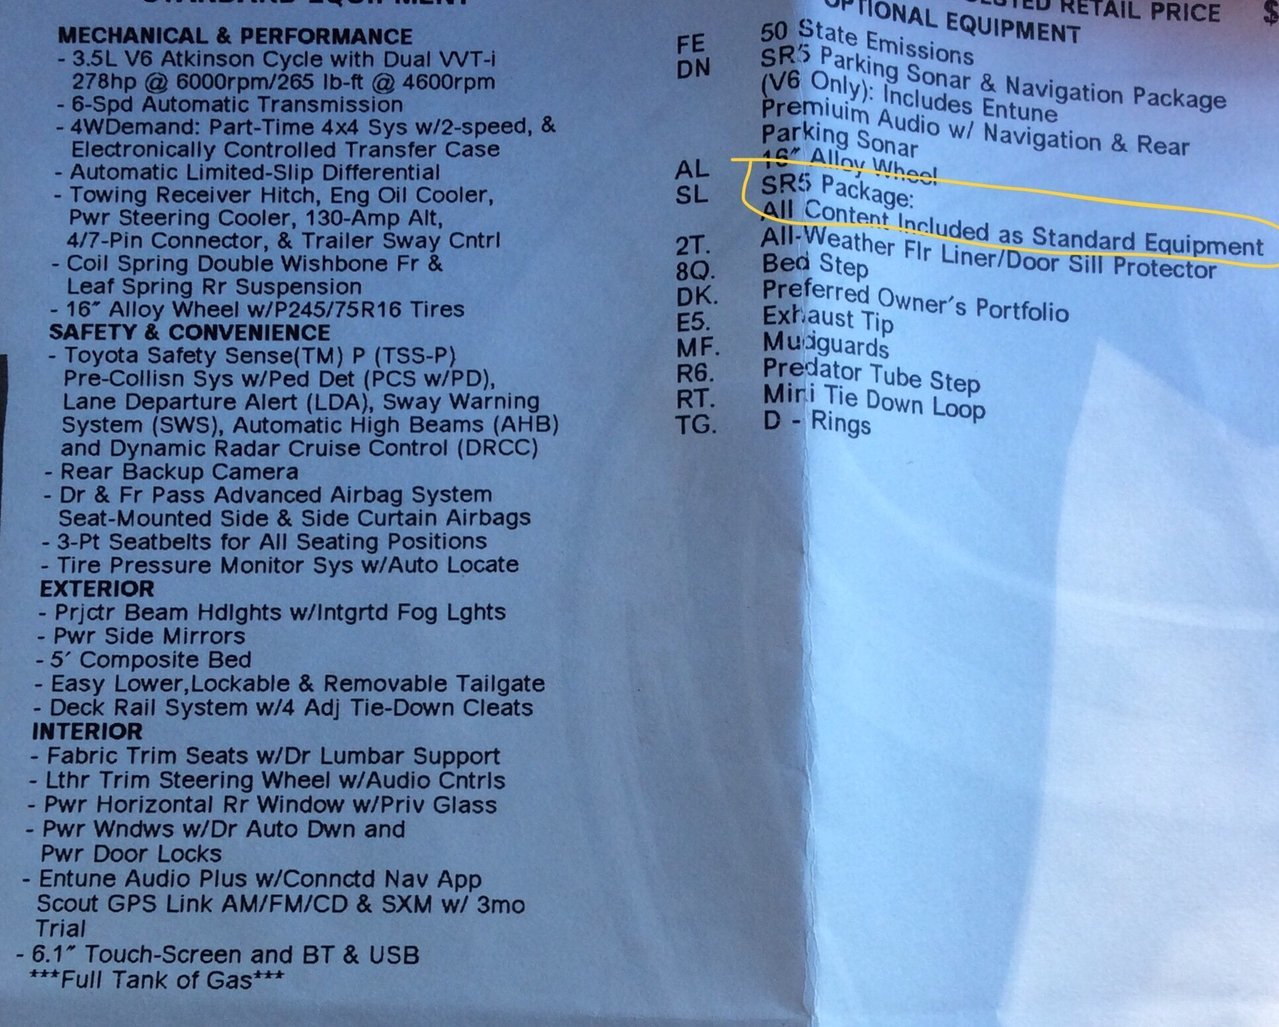 STANDARD EQUIPMENT
MECHANICAL & PERFORMANCE
- 3.5L V6 Atkinson Cycle with Dual VVT-i
278hp @ 6000rpm/265 lb-ft @ 4600rpm
- 6-Spd Automatic Transmission
- 4WDemand: Part-Time 4x4 Sys w/2-speed, &
Electronically Controlled Transfer Case
- Automatic Limited-Slip Differential
- Towing Receiver Hitch, Eng Oil Cooler,
Pwr Steering Cooler, 130-Amp Alt,
4/7-Pin Connector, & Trailer Sway Cntrl
- Coil Spring Double Wishbone Fr &
Leaf Spring Rr Suspension
- 16" Alloy Wheel w/P245/75R16 Tires
SAFETY & CONVENIENCE
- Toyota Safety Sense(TM) P (TSS-P)
Pre-Collisn Sys w/Ped Det (PCS w/PD),
Lane Departure Alert (LDA), Sway Warning
System (SWS), Automatic High Beams (AHB)
and Dynamic Radar Cruise Control (DRCC)
- Rear Backup Camera
- Dr & Fr Pass Advanced Airbag System
Seat-Mounted Side & Side Curtain Airbags
- 3-Pt Seatbelts for All Seating Positions
- Tire Pressure Monitor Sys w/Auto Locate
EXTERIOR
- Prjctr Beam Hdlghts w/Intgrtd Fog Lghts
- Pwr Side Mirrors
- 5' Composite Bed
- Easy Lower,Lockable & Removable Tailgate
- Deck Rail System w/4 Adj Tie-Down Cleats
INTERIOR
- Fabric Trim Seats w/Dr Lumbar Support
- Lthr Trim Steering Wheel w/Audio Cntrls
- Pwr Horizontal Rr Window w/Priv Glass
- Pwr Wndws w/Dr Auto Dwn and
Pwr Door Locks
- Entune Audio Plus w/Connctd Nav App
Scout GPS Link AM/FM/CD & SXM w/ 3mo
Trial
- 6.1" Touch-Screen and BT & USB
***Full Tank of Gas***
RETAIL PRICE $
OPTIONAL EQUIPMENT
FE 50 State Emissions
DN SR5 Parking Sonar & Navigation Package
(V6 Only): Includes Entune
Premiuim Audio w/ Navigation & Rear
Parking Sonar
AL 16" Alloy Wheel
SL SR5 Package:
All Content Included as Standard Equipment
2T. All-Weather Flr Liner/Door Sill Protector
8Q. Bed Step
DK. Preferred Owner's Portfolio
E5. Exhaust Tip
MF. Mudguards
R6. Predator Tube Step
RT. Mini Tie Down Loop
TG. D - Rings